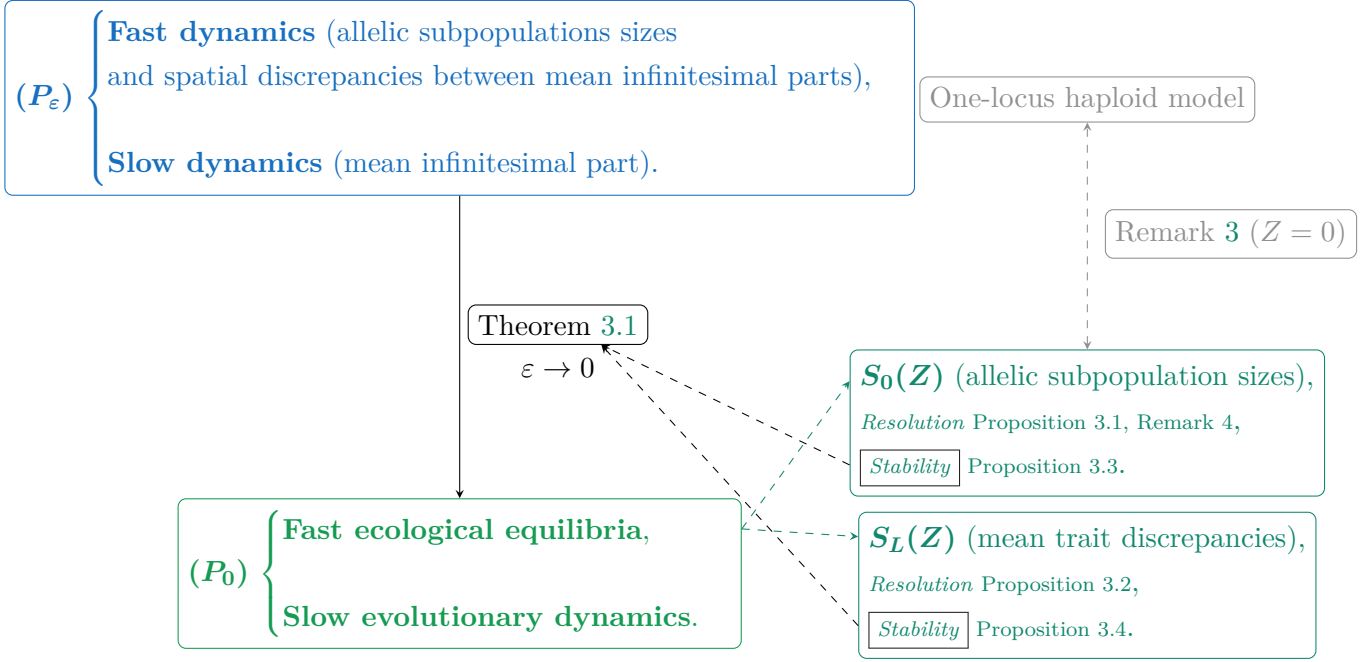 (P_ε) { Fast dynamics (allelic subpopulations sizes
and spatial discrepancies between mean infinitesimal parts),
Slow dynamics (mean infinitesimal part).
One-locus haploid model
Remark 3 (Z = 0)
Theorem 3.1
ε → 0
S_0(Z) (allelic subpopulation sizes),
Resolution Proposition 3.1, Remark 4,
Stability Proposition 3.3.
(P_0) { Fast ecological equilibria,
Slow evolutionary dynamics.
S_L(Z) (mean trait discrepancies),
Resolution Proposition 3.2,
Stability Proposition 3.4.